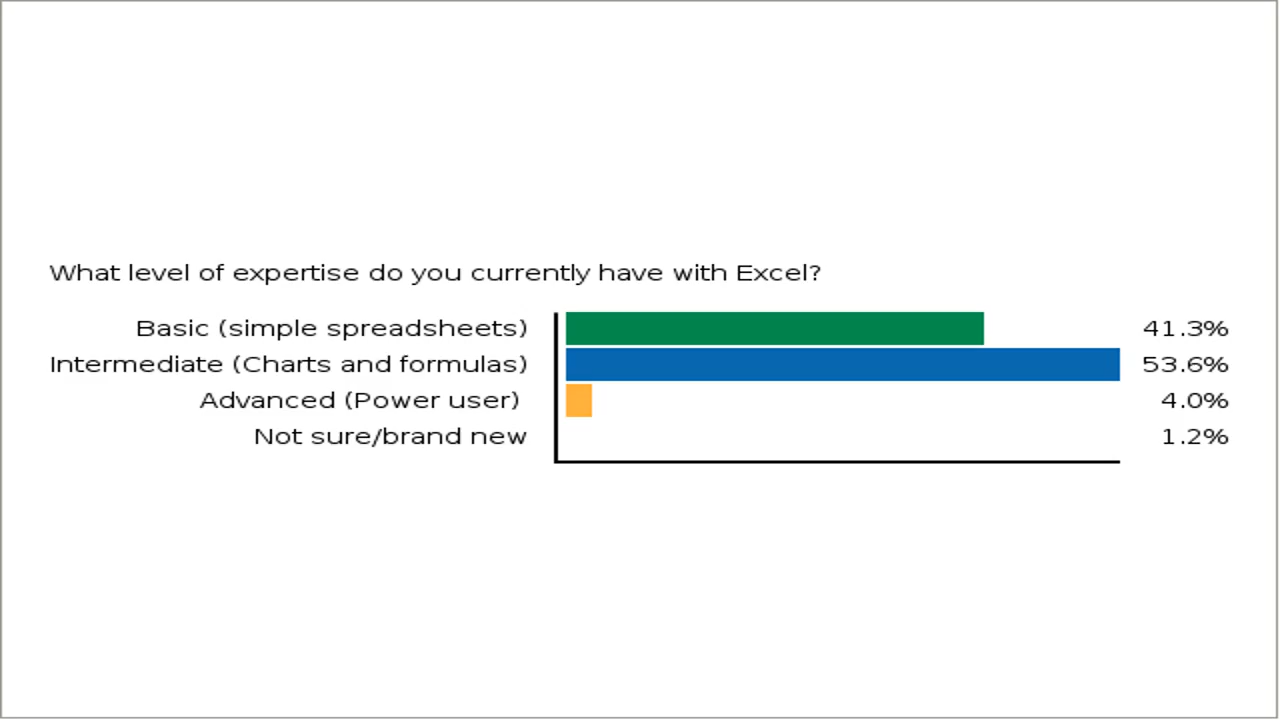 What level of expertise do you currently have with Excel?
Basic (simple spreadsheets) 41.3%
Intermediate (Charts and formulas) 53.6%
Advanced (Power user) 4.0%
Not sure/brand new 1.2%